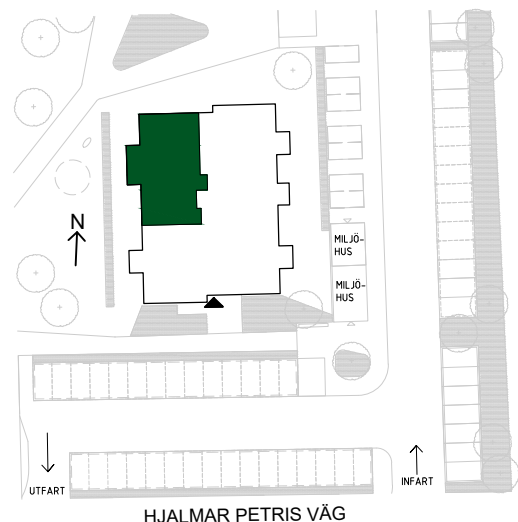 N
MILJÖ-
HUS
MILJÖ-
HUS
UTFART
INFART
HJALMAR PETRIS VÄG